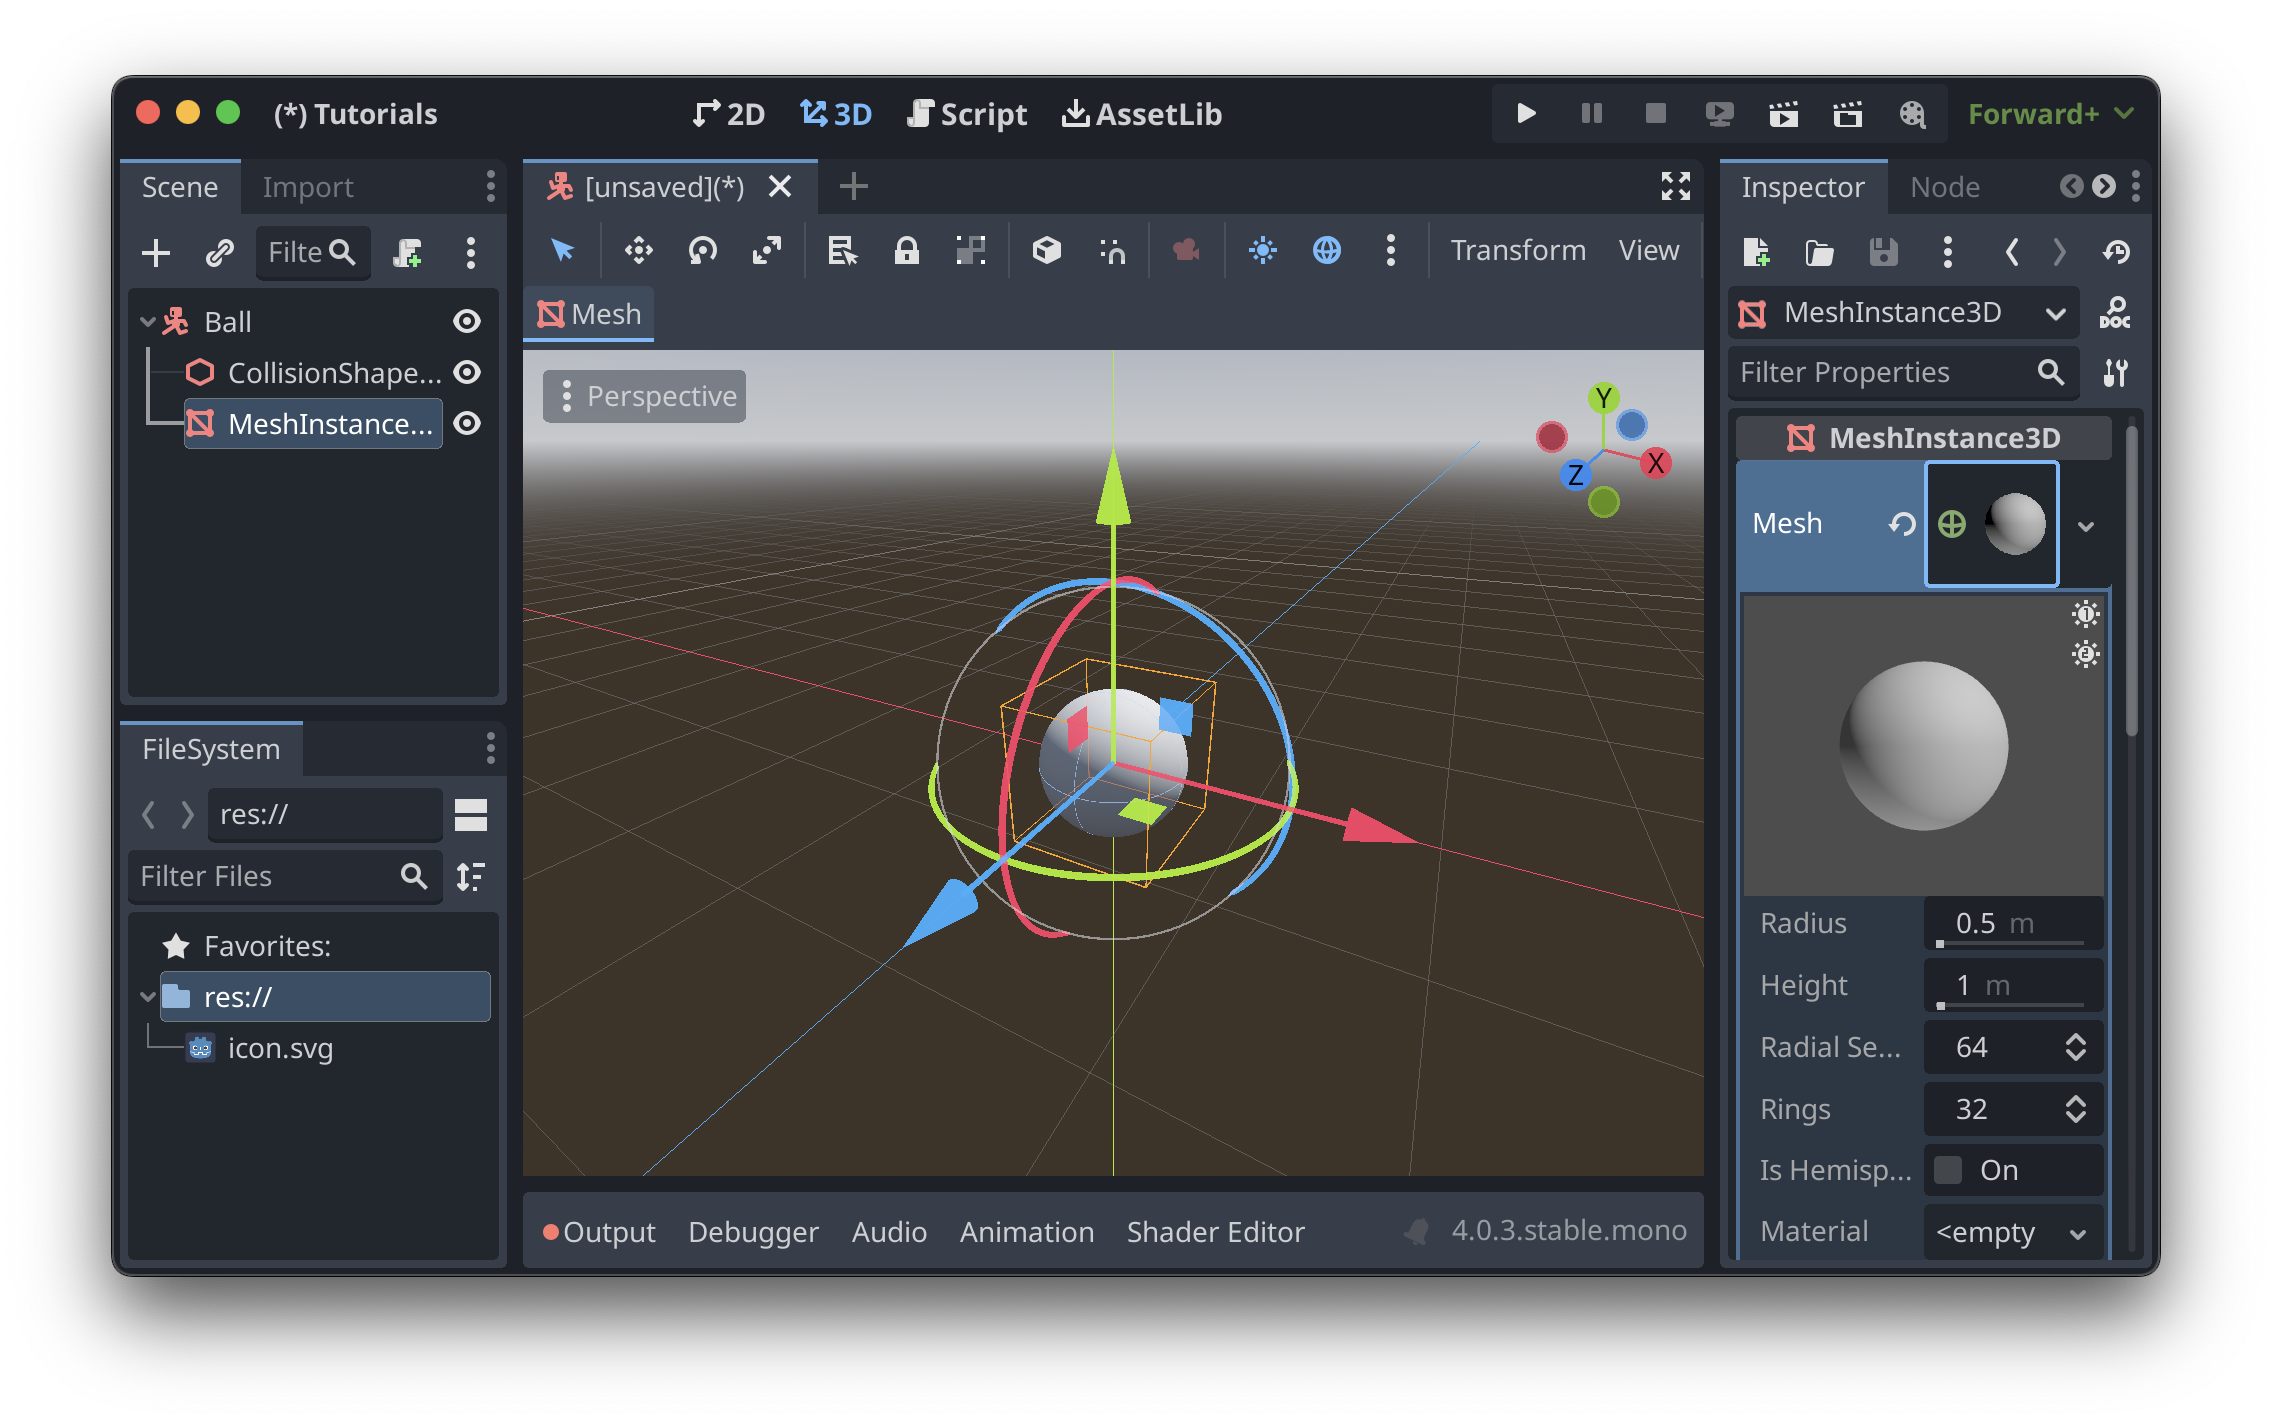 (*) Tutorials
2D
3D
Script
AssetLib
Forward+
Scene
Import
Filte
Ball
CollisionShape...
MeshInstance...
FileSystem
res://
Filter Files
Favorites:
res://
icon.svg
[unsaved](*)
Transform
View
Mesh
Perspective
Y
X
Z
Output
Debugger
Audio
Animation
Shader Editor
4.0.3.stable.mono
Inspector
Node
MeshInstance3D
DOC
Filter Properties
MeshInstance3D
Mesh
1
2
Radius
0.5 m
Height
1 m
Radial Se...
64
Rings
32
Is Hemisp...
On
Material
<empty